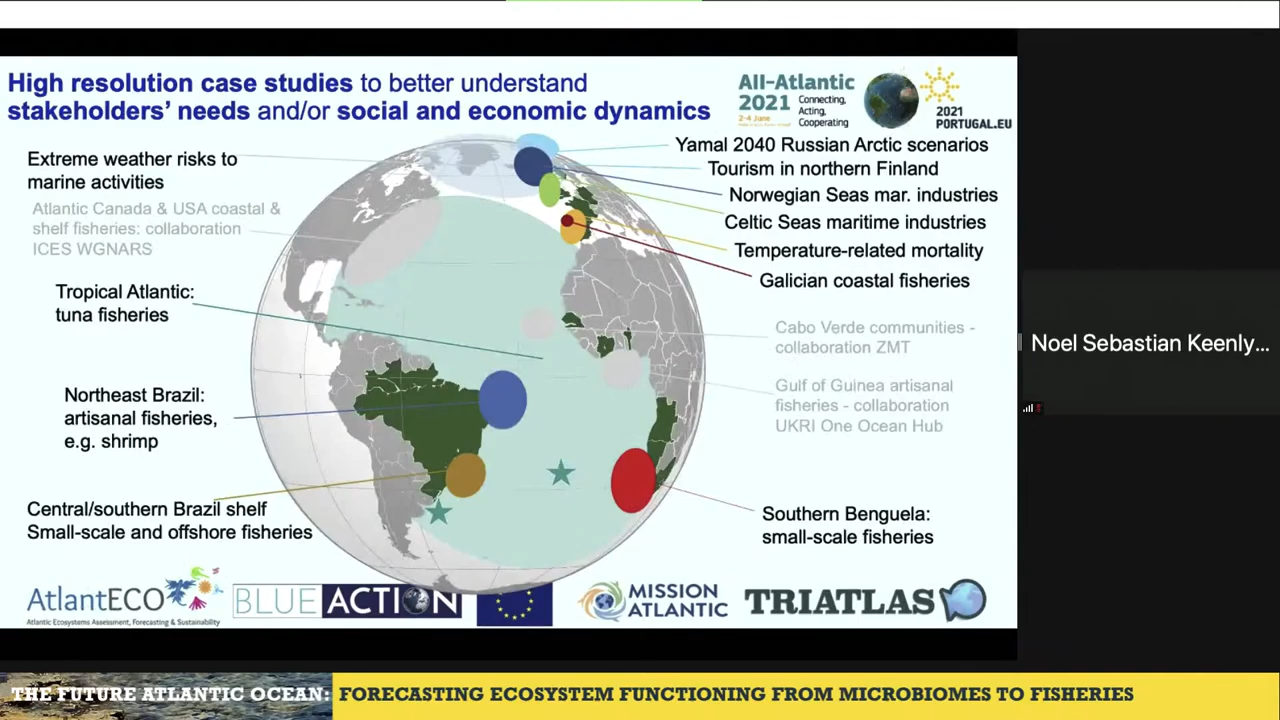 High resolution case studies to better understand
stakeholders' needs and/or social and economic dynamics
All-Atlantic
2021
2-4 June
Connecting,
Acting,
Cooperating
2021
PORTUGAL.EU
Extreme weather risks to
marine activities
Atlantic Canada & USA coastal &
shelf fisheries: collaboration
ICES WGNARS
Tropical Atlantic:
tuna fisheries
Northeast Brazil:
artisanal fisheries,
e.g. shrimp
Central/southern Brazil shelf
Small-scale and offshore fisheries
Yamal 2040 Russian Arctic scenarios
Tourism in northern Finland
Norwegian Seas mar. industries
Celtic Seas maritime industries
Temperature-related mortality
Galician coastal fisheries
Cabo Verde communities -
collaboration ZMT
Gulf of Guinea artisanal
fisheries - collaboration
UKRI One Ocean Hub
Southern Benguela:
small-scale fisheries
Noel Sebastian Keenly...
AtlantECO
Atlantic Ecosystems Assessment, Forecasting & Sustainability
BLUE ACTION
MISSION
ATLANTIC
TRIATLAS
THE FUTURE ATLANTIC OCEAN: FORECASTING ECOSYSTEM FUNCTIONING FROM MICROBIOMES TO FISHERIES